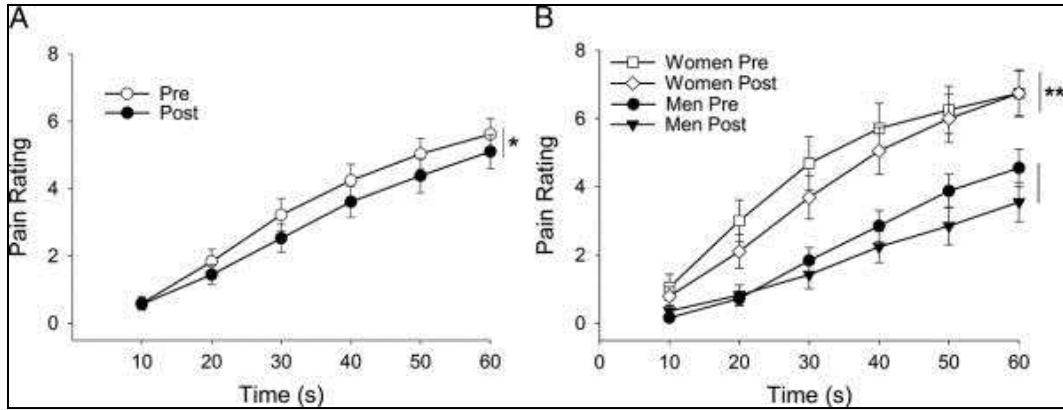 A
8
6
4
2
0
Pain Rating
Pre
Post
*
10 20 30 40 50 60
Time (s)
B
8
6
4
2
0
Pain Rating
Women Pre
Women Post
Men Pre
Men Post
**
0 10 20 30 40 50 60
Time (s)